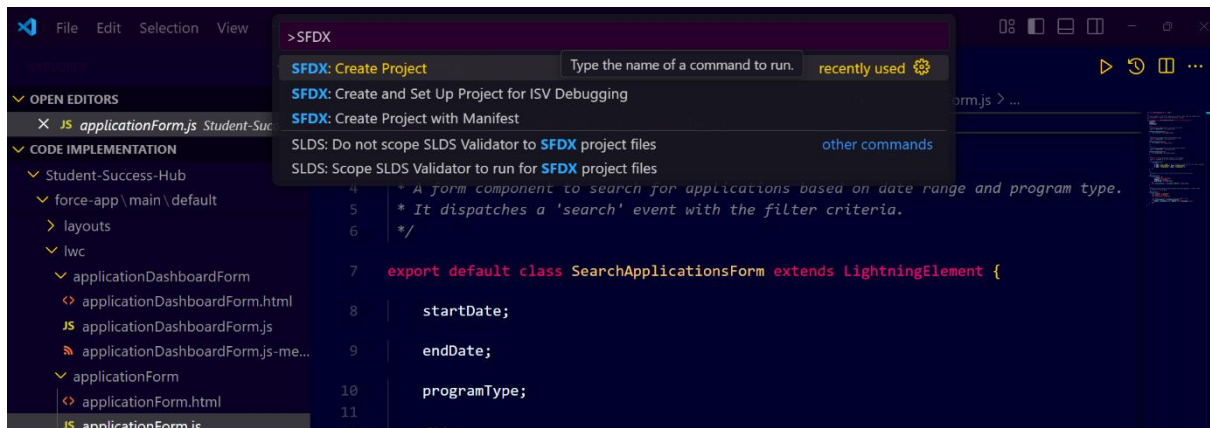 File Edit Selection View
>SFDX
SFDX: Create Project
Type the name of a command to run.
recently used
SFDX: Create and Set Up Project for ISV Debugging
SFDX: Create Project with Manifest
SLDS: Do not scope SLDS Validator to SFDX project files
other commands
SLDS: Scope SLDS Validator to run for SFDX project files
OPEN EDITORS
JS applicationForm.js Student-Suc
CODE IMPLEMENTATION
Student-Success-Hub
force-app\main\default
layouts
lwc
applicationDashboardForm
applicationDashboardForm.html
JS applicationDashboardForm.js
applicationDashboardForm.js-me...
applicationForm
applicationForm.html
JS applicationForm.js
orm.js > ...
4 * A form component to search for applications based on date range and program type.
5 * It dispatches a 'search' event with the filter criteria.
6 */
7 export default class SearchApplicationsForm extends LightningElement {
8 startDate;
9 endDate;
10 programType;
11